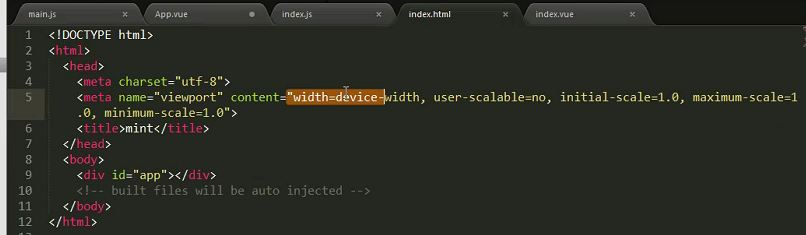 main.js × App.vue index.js × index.html × index.vue ×
1 <!DOCTYPE html>
2 <html>
3 <head>
4 <meta charset="utf-8">
5 <meta name="viewport" content="width=device-width, user-scalable=no, initial-scale=1.0, maximum-scale=1
.0, minimum-scale=1.0">
6 <title>mint</title>
7 </head>
8 <body>
9 <div id="app"></div>
10 <!-- built files will be auto injected -->
11 </body>
12 </html>